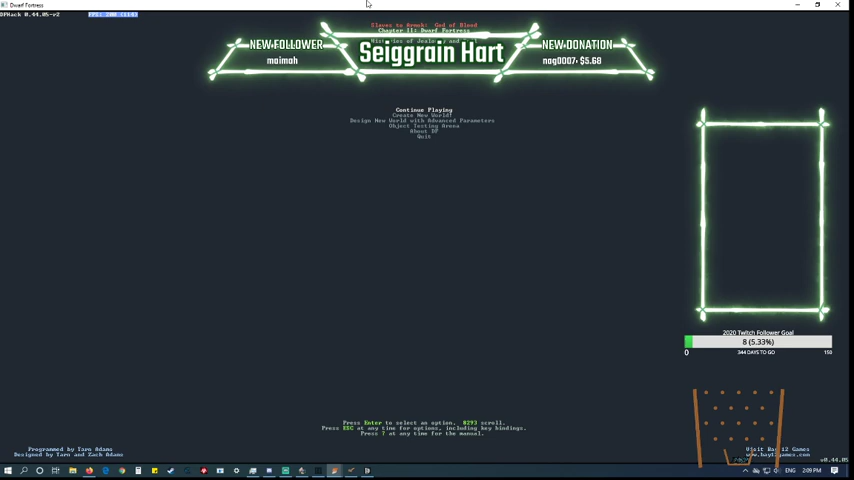 Dwarf Fortress
DFHack 0.44.05-r2
Slaves to Armok: God of Blood
Chapter II: Dwarf Fortress
Histories of
NEW FOLLOWER
maimah
Seiggrain Hart
NEW DONATION
nag0007: $5.68
Continue Playing
Create New World!
Design New World with Advanced Parameters
Object Testing Arena
About DF
Quit
2020 Twitch Follower Goal
8 (5.33%)
0
344 DAYS TO GO
150
Press Enter to select an option. 8293 scroll.
Press ESC at any time for options, including key bindings.
Press ? at any time for the manual.
Programmed by Tarn Adams
Designed by Tarn and Zach Adams
Visit Bay 12 Games
v0.44.05
ENG
2:09 PM